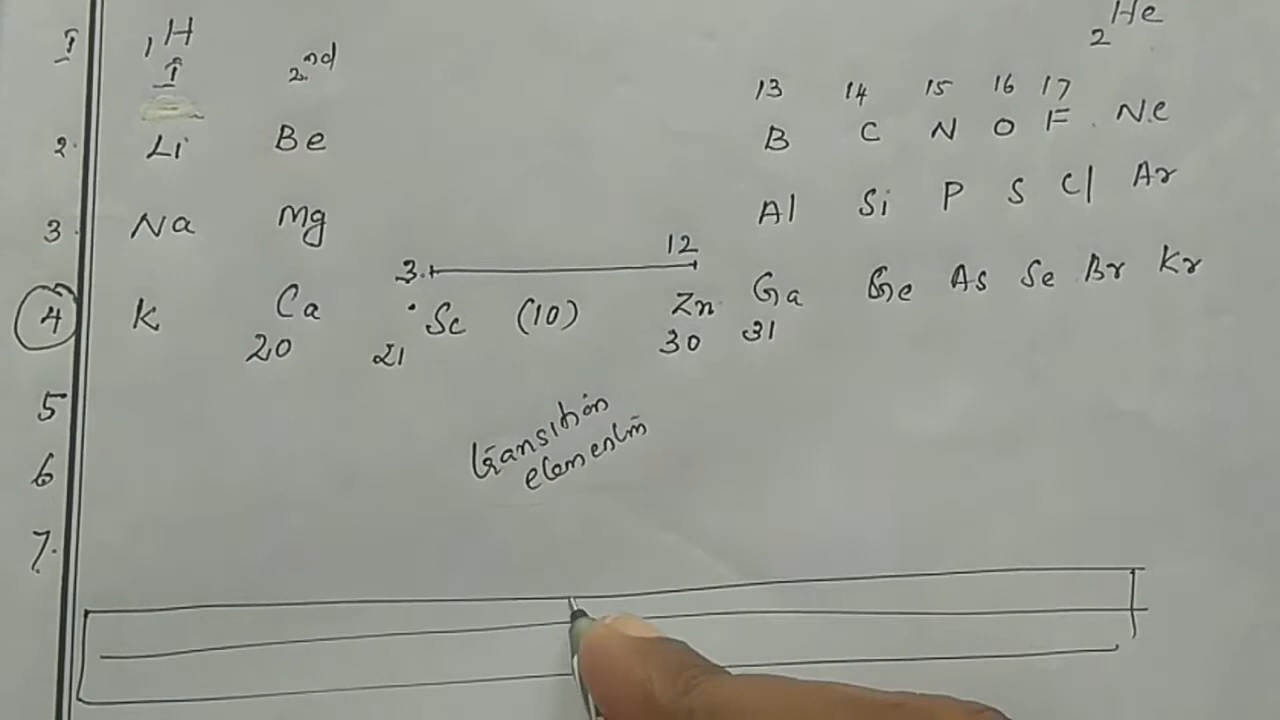 I ₁H ₂He
I 2nd
13 14 15 16 17
2. Li Be B C N O F Ne
3. Na Mg Al Si P S Cl Ar
3. 12
4 K Ca Sc (10) Zn Ga Ge As Se Br Kr
20 21 30 31
5
transition
6
7.